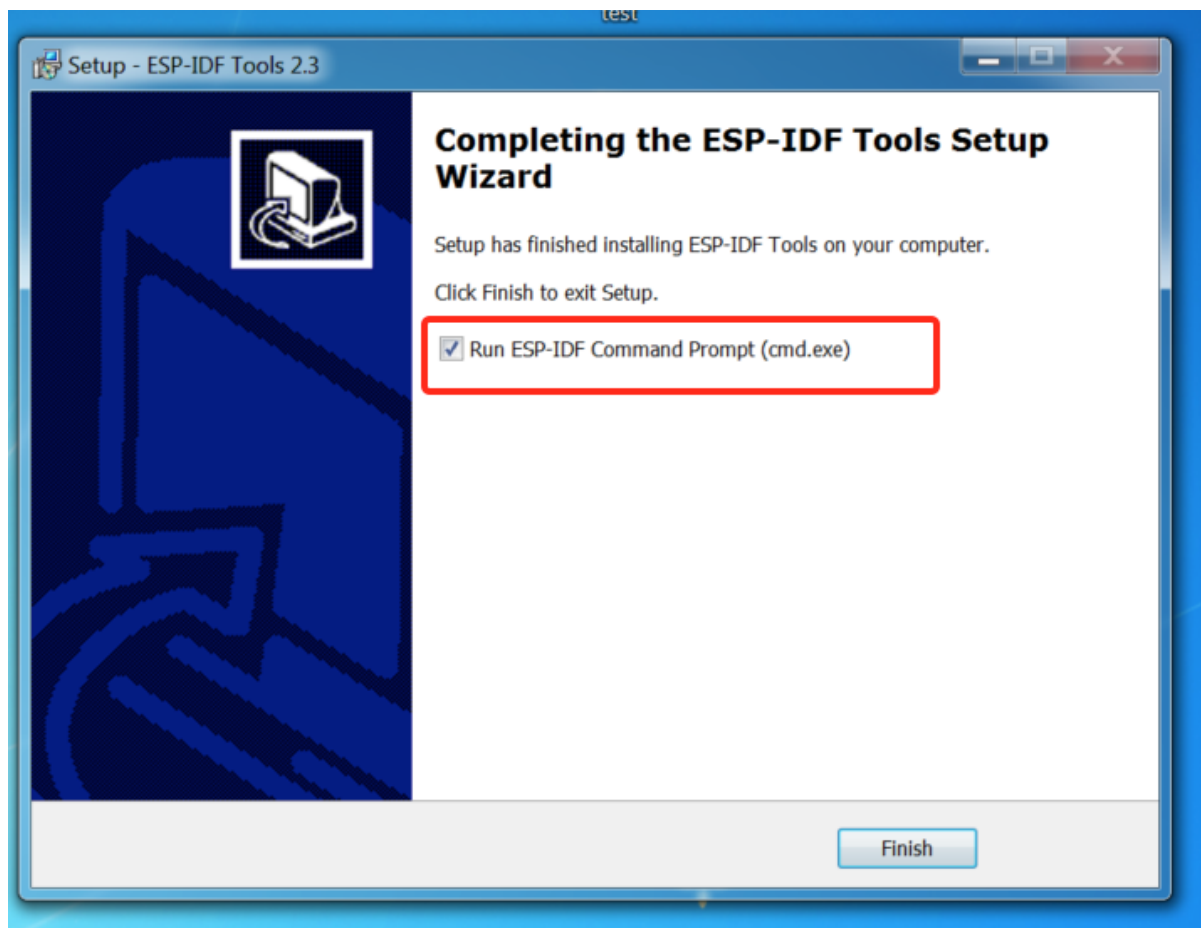 test
Setup - ESP-IDF Tools 2.3
Completing the ESP-IDF Tools Setup
Wizard
Setup has finished installing ESP-IDF Tools on your computer.
Click Finish to exit Setup.
Run ESP-IDF Command Prompt (cmd.exe)
Finish